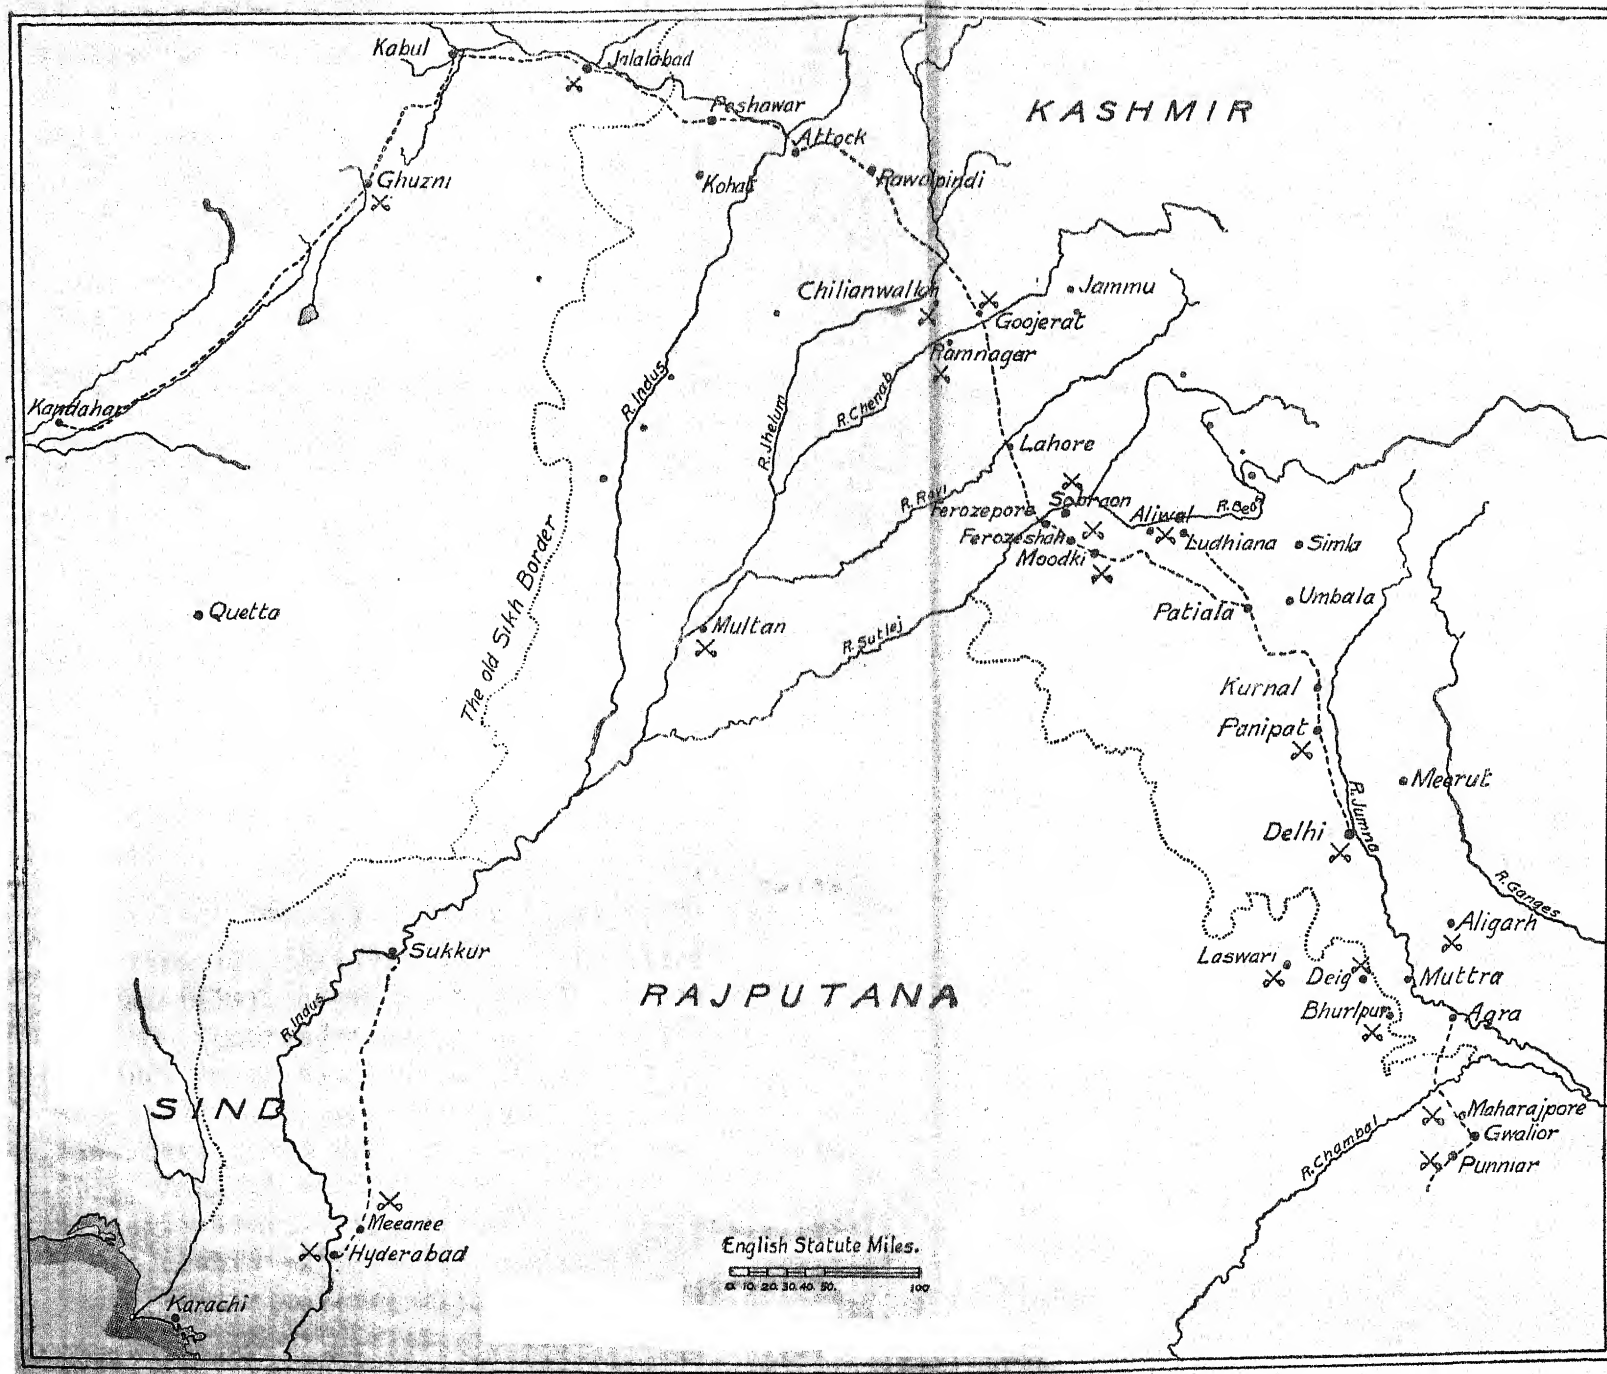 Kabul
Jalalabad
Peshawar
KASHMIR
Attock
Kohat
Rawalpindi
Ghuzni
Chilianwallah
Jammu
Goojerat
Ramnagar
Kandahar
R. Indus
R. Jhelum
R. Chenab
Lahore
R. Ravi
Sobraon
Ferozepore
Aliwal
R. Beas
Ferozeshah
Ludhiana
Simla
Moodki
The old Sikh Border
Quetta
Multan
R. Sutlej
Patiala
Umbala
Kurnal
Panipat
Meerut
R. Jumna
Delhi
R. Ganges
Aligarh
Sukkur
Laswari
Deig
Muttra
RAJPUTANA
R. Indus
Bhurtpur
Agra
SIND
Maharajpore
Gwalior
R. Chambal
Punniar
Meeanee
Hyderabad
English Statute Miles.
0. 10. 20. 30. 40. 50. 100
Karachi